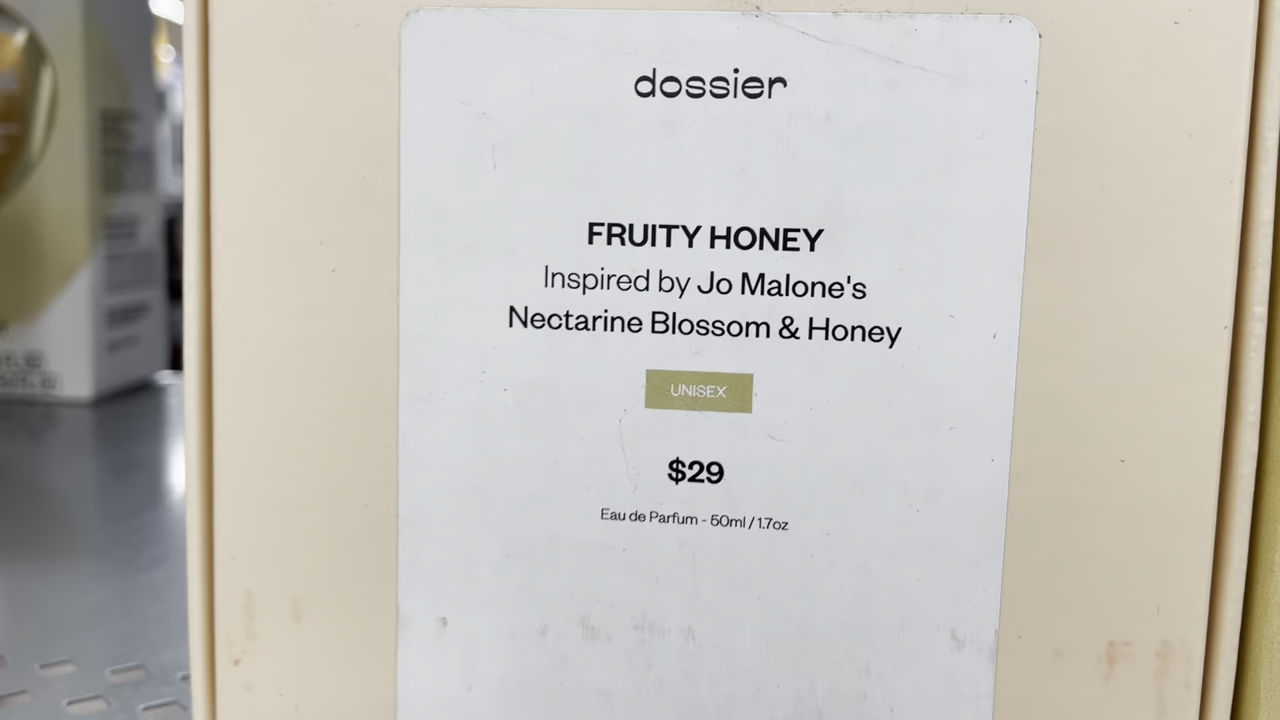 dossier
FRUITY HONEY
Inspired by Jo Malone's
Nectarine Blossom & Honey
UNISEX
$29
Eau de Parfum - 50ml / 1.7oz